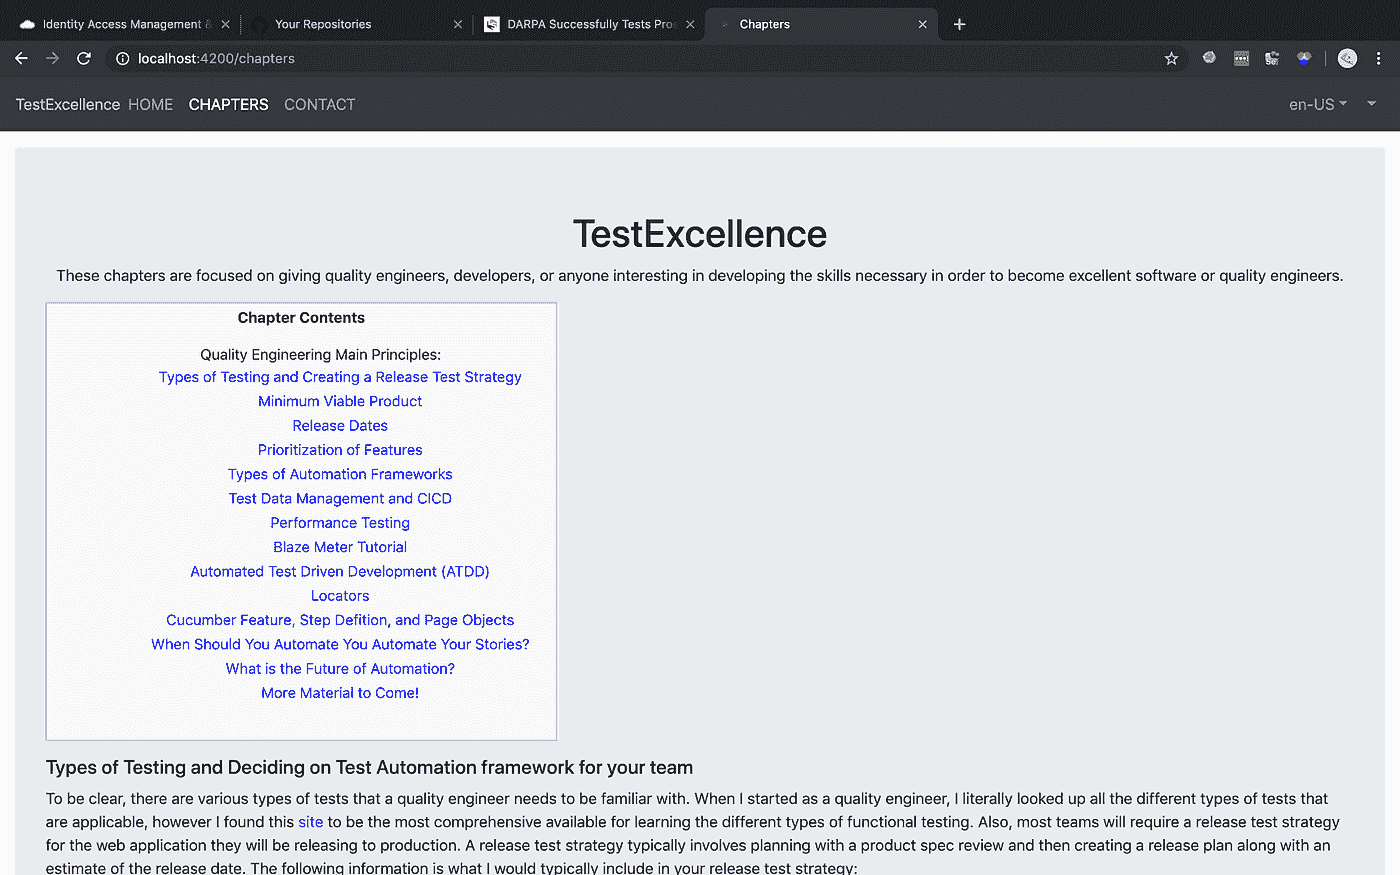 Identity Access Management &
Your Repositories
DARPA Successfully Tests Pro
Chapters
localhost:4200/chapters
TestExcellence HOME CHAPTERS CONTACT
en-US
TestExcellence
These chapters are focused on giving quality engineers, developers, or anyone interesting in developing the skills necessary in order to become excellent software or quality engineers.
Chapter Contents
Quality Engineering Main Principles:
Types of Testing and Creating a Release Test Strategy
Minimum Viable Product
Release Dates
Prioritization of Features
Types of Automation Frameworks
Test Data Management and CICD
Performance Testing
Blaze Meter Tutorial
Automated Test Driven Development (ATDD)
Locators
Cucumber Feature, Step Defition, and Page Objects
When Should You Automate You Automate Your Stories?
What is the Future of Automation?
More Material to Come!
Types of Testing and Deciding on Test Automation framework for your team
To be clear, there are various types of tests that a quality engineer needs to be familiar with. When I started as a quality engineer, I literally looked up all the different types of tests that
are applicable, however I found this site to be the most comprehensive available for learning the different types of functional testing. Also, most teams will require a release test strategy
for the web application they will be releasing to production. A release test strategy typically involves planning with a product spec review and then creating a release plan along with an
estimate of the release date. The following information is what I would typically include in your release test strategy: